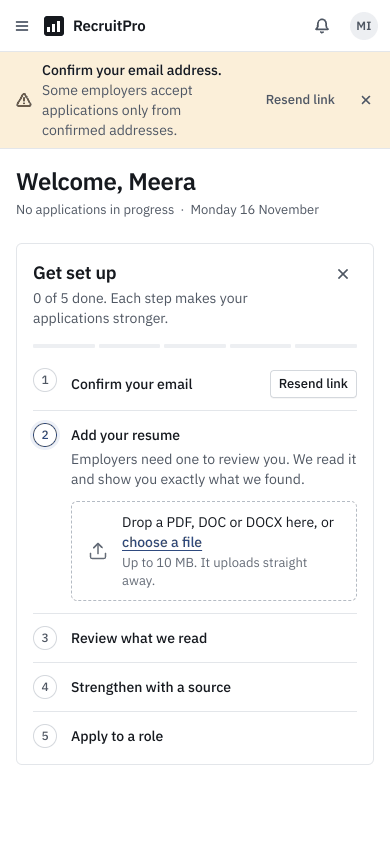 RecruitPro
MI
Confirm your email address.
Some employers accept
applications only from
confirmed addresses.
Resend link
Welcome, Meera
No applications in progress · Monday 16 November
Get set up
0 of 5 done. Each step makes your
applications stronger.
1 Confirm your email Resend link
2 Add your resume
Employers need one to review you. We read it
and show you exactly what we found.
Drop a PDF, DOC or DOCX here, or
choose a file
Up to 10 MB. It uploads straight
away.
3 Review what we read
4 Strengthen with a source
5 Apply to a role